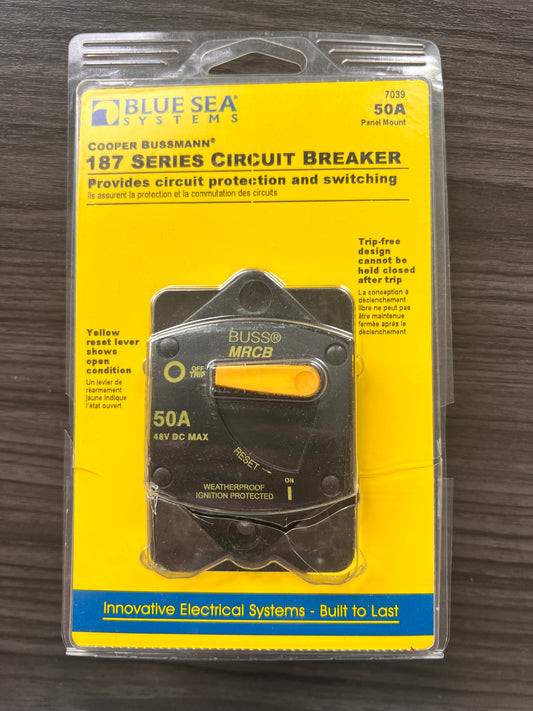 BLUE SEA®
SYSTEMS
7039
50A
Panel Mount
COOPER BUSSMANN®
187 SERIES CIRCUIT BREAKER
Provides circuit protection and switching
Ils assurent la protection et la commutation des circuits
Trip-free
design
cannot be
held closed
after trip
La conseption à
déclenchement
libre ne peut pas
être maintenue
fermée après le
déclenchement
Yellow
reset lever
shows
open
condition
Un levier de
réarmement
jaune indique
l'état ouvert
BUSS®
MRCB
OFF
TRIP
50A
48V DC MAX
RESET
ON
WEATHERPROOF
IGNITION PROTECTED
Innovative Electrical Systems - Built to Last